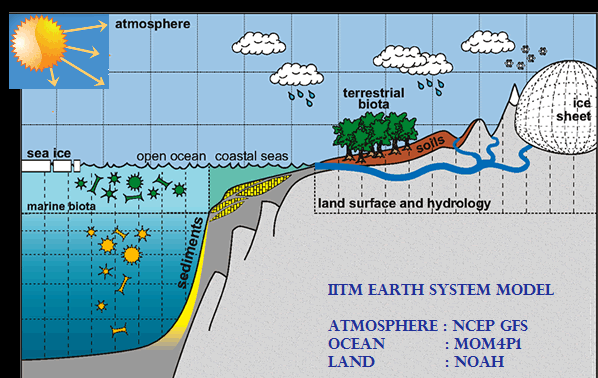 atmosphere
terrestrial
biota
ice
sheet
soils
sea ice
open ocean coastal seas
marine biota
land surface and hydrology
sediments
IITM EARTH SYSTEM MODEL
ATMOSPHERE : NCEP GFS
OCEAN : MOM4P1
LAND : NOAH